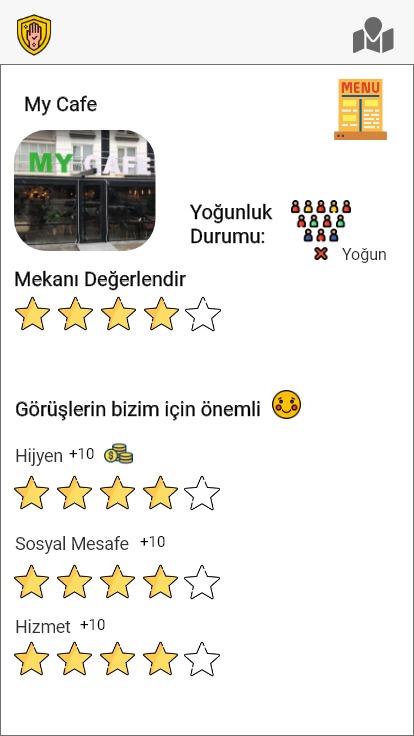 MENU
My Cafe
MY CAFE
Yoğunluk
Durumu:
Yoğun
Mekanı Değerlendir
Görüşlerin bizim için önemli
Hijyen +10
Sosyal Mesafe +10
Hizmet +10